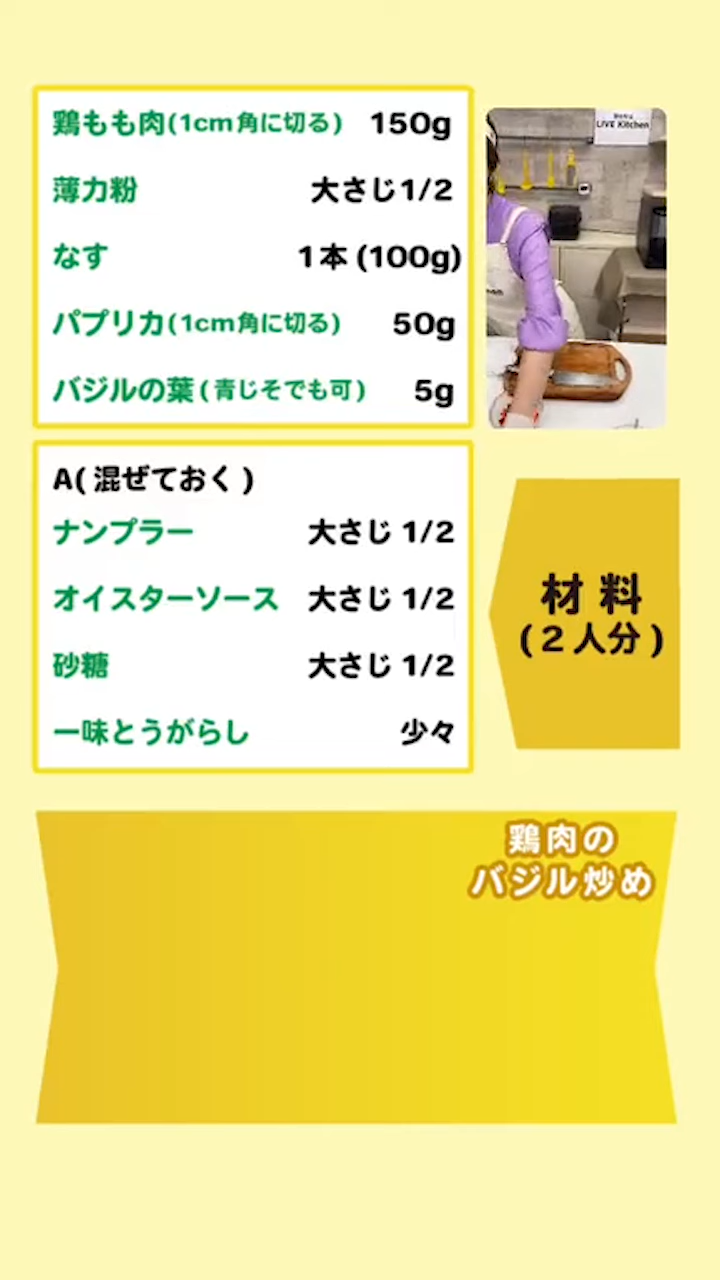 鶏もも肉(1cm角に切る) 150g
薄力粉 大さじ1/2
なす 1本(100g)
パプリカ(1cm角に切る) 50g
バジルの葉(青じそでも可) 5g
LIVE Kitchen
A(混ぜておく)
ナンプラー 大さじ 1/2
オイスターソース 大さじ 1/2
砂糖 大さじ 1/2
一味とうがらし 少々
材料
(2人分)
鶏肉の
バジル炒め